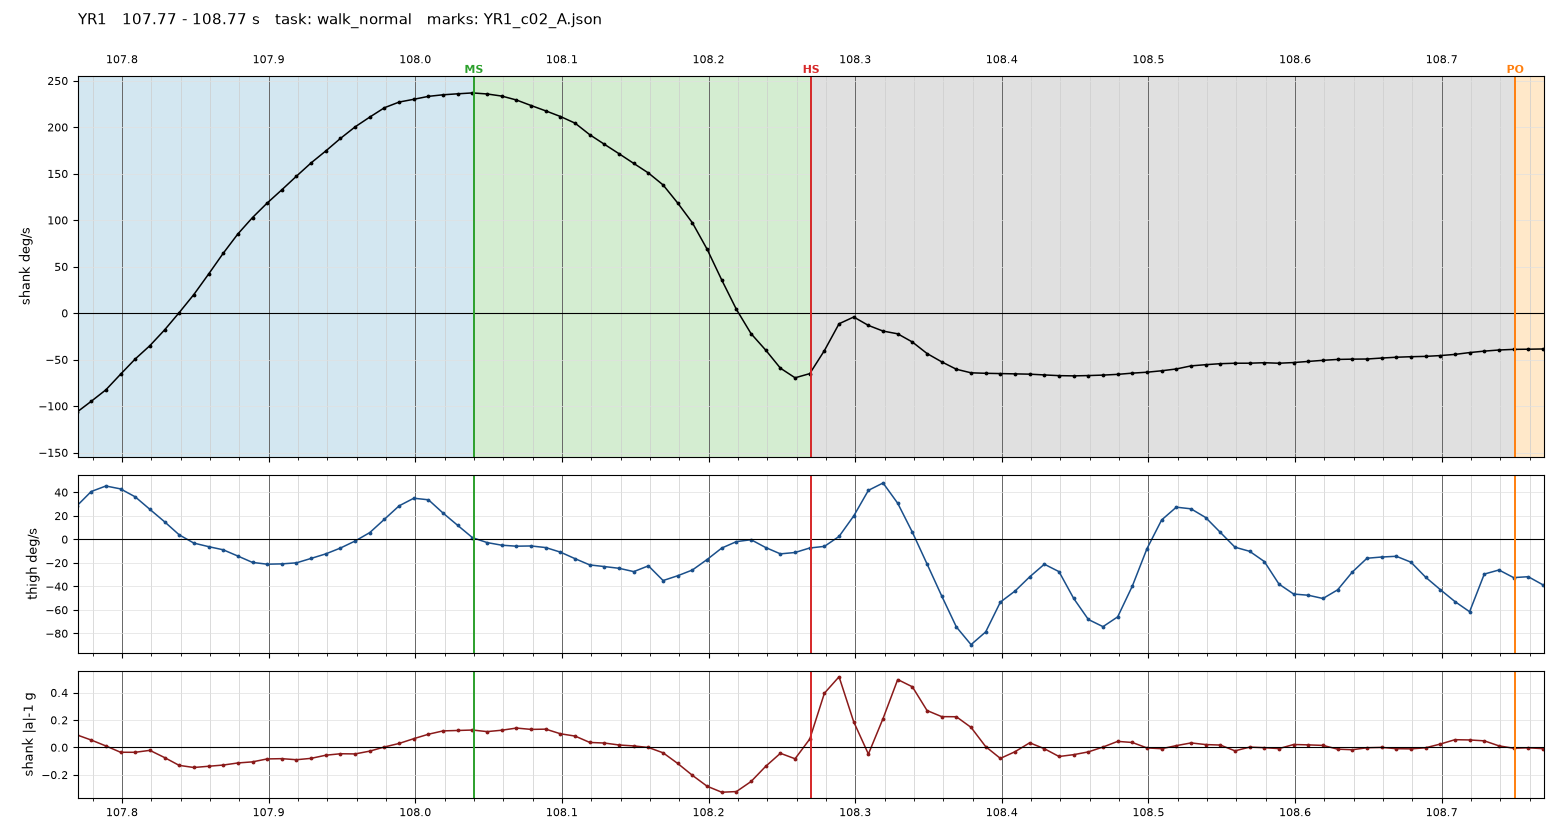 YR1   107.77 - 108.77 s   task: walk_normal   marks: YR1_c02_A.json
107.8 107.9 108.0 108.1 108.2 108.3 108.4 108.5 108.6 108.7
MS HS PO
250
200
150
100
50
0
−50
−100
−150
shank deg/s
40
20
0
−20
−40
−60
−80
thigh deg/s
0.4
0.2
0.0
−0.2
shank |a|-1 g
107.8 107.9 108.0 108.1 108.2 108.3 108.4 108.5 108.6 108.7